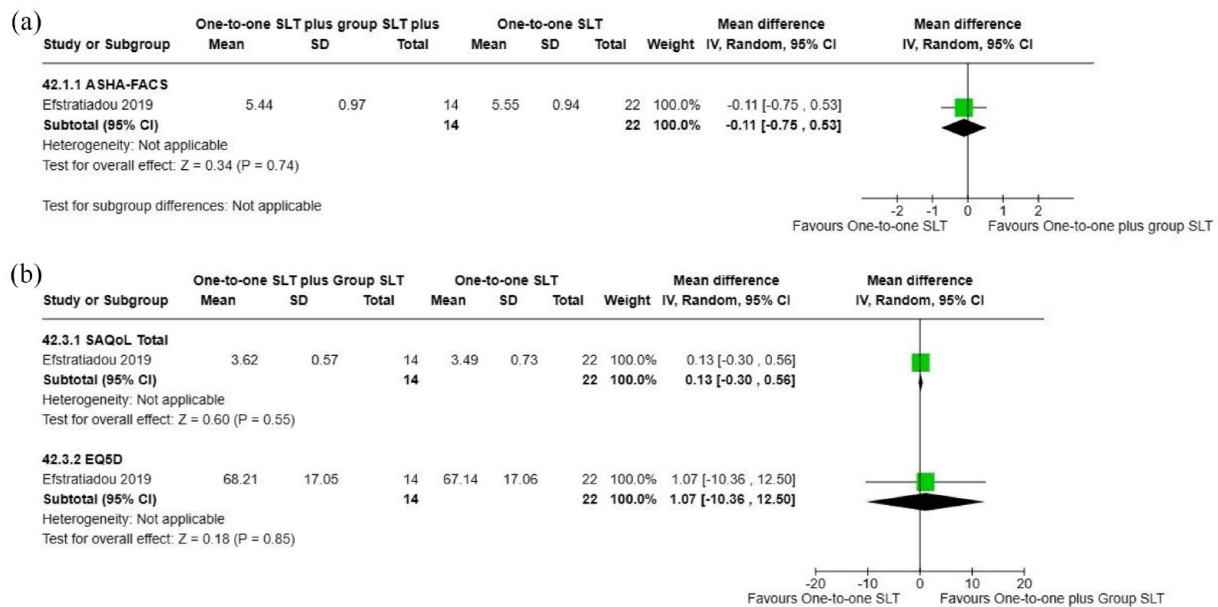 (a)
One-to-one SLT plus group SLT plus One-to-one SLT Mean difference Mean difference
Study or Subgroup Mean SD Total Mean SD Total Weight IV, Random, 95% CI IV, Random, 95% CI
42.1.1 ASHA-FACS
Efstratiadou 2019 5.44 0.97 14 5.55 0.94 22 100.0% -0.11 [-0.75 , 0.53]
Subtotal (95% CI) 14 22 100.0% -0.11 [-0.75 , 0.53]
Heterogeneity: Not applicable
Test for overall effect: Z = 0.34 (P = 0.74)
Test for subgroup differences: Not applicable
-2 -1 0 1 2
Favours One-to-one SLT Favours One-to-one plus group SLT
(b)
One-to-one SLT plus Group SLT One-to-one SLT Mean difference Mean difference
Study or Subgroup Mean SD Total Mean SD Total Weight IV, Random, 95% CI IV, Random, 95% CI
42.3.1 SAQoL Total
Efstratiadou 2019 3.62 0.57 14 3.49 0.73 22 100.0% 0.13 [-0.30 , 0.56]
Subtotal (95% CI) 14 22 100.0% 0.13 [-0.30 , 0.56]
Heterogeneity: Not applicable
Test for overall effect: Z = 0.60 (P = 0.55)
42.3.2 EQ5D
Efstratiadou 2019 68.21 17.05 14 67.14 17.06 22 100.0% 1.07 [-10.36 , 12.50]
Subtotal (95% CI) 14 22 100.0% 1.07 [-10.36 , 12.50]
Heterogeneity: Not applicable
Test for overall effect: Z = 0.18 (P = 0.85)
-20 -10 0 10 20
Favours One-to-one SLT Favours One-to-one plus Group SLT